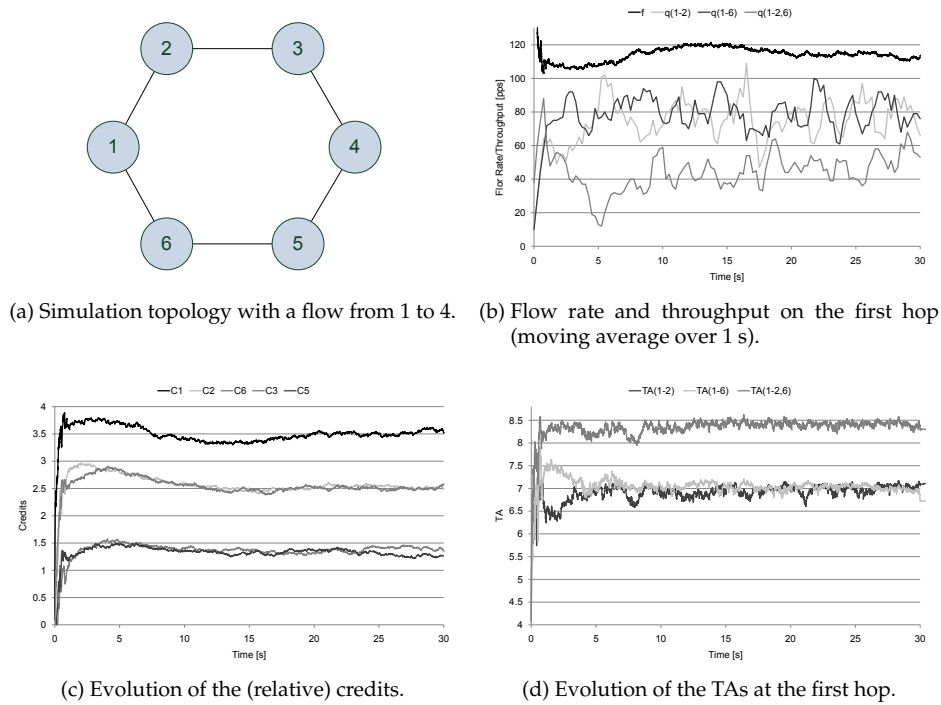 2
3
1
4
6
5
(a) Simulation topology with a flow from 1 to 4.
f q(1-2) q(1-6) q(1-2,6)
Flor Rate/Throughput [pps]
120
100
80
60
40
20
0
0 5 10 15 20 25 30
Time [s]
(b) Flow rate and throughput on the first hop
(moving average over 1 s).
C1 C2 C6 C3 C5
Credits
4
3.5
3
2.5
2
1.5
1
0.5
0
0 5 10 15 20 25 30
Time [s]
(c) Evolution of the (relative) credits.
TA(1-2) TA(1-6) TA(1-2,6)
TA
8.5
8
7.5
7
6.5
6
5.5
5
4.5
4
0 5 10 15 20 25 30
Time [s]
(d) Evolution of the TAs at the first hop.